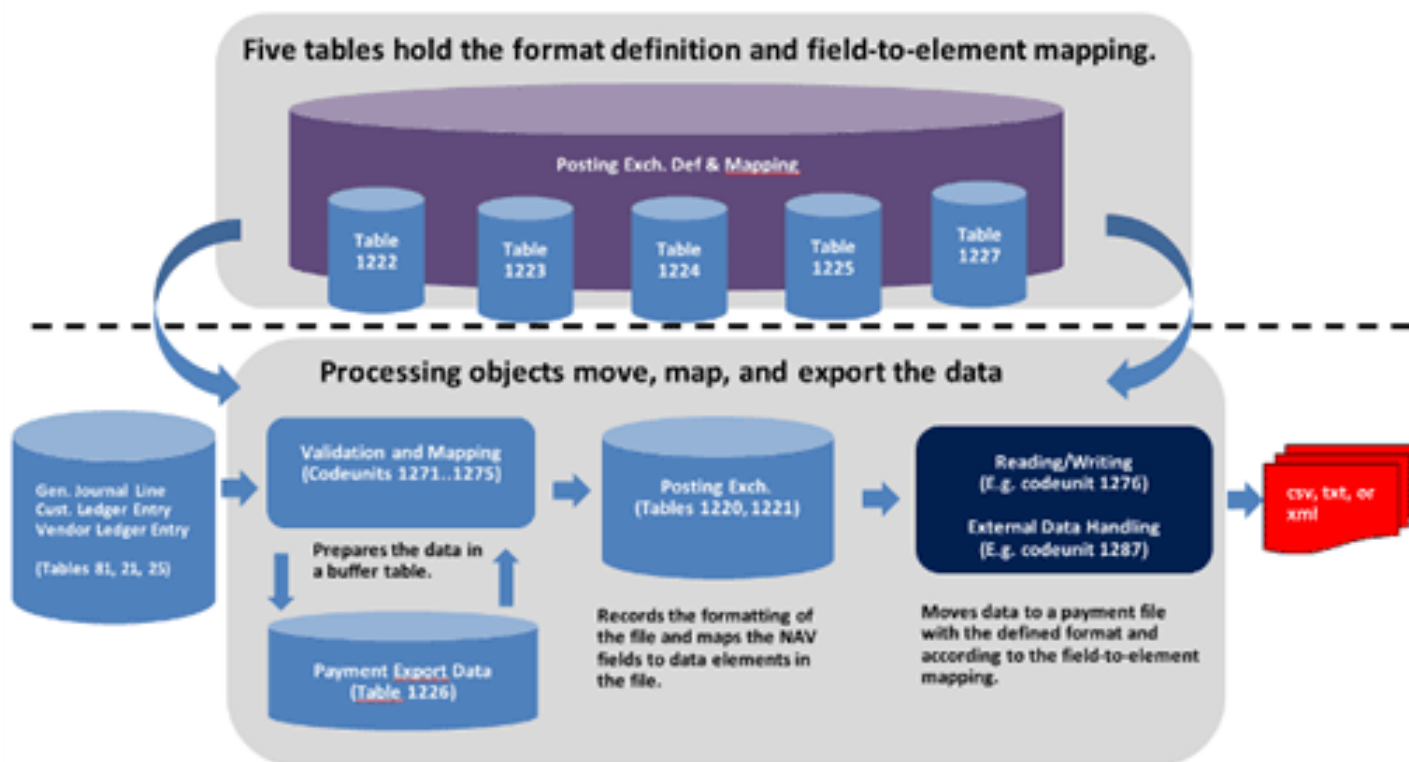 Five tables hold the format definition and field-to-element mapping.
Posting Exch. Def & Mapping
Table
1222
Table
1223
Table
1224
Table
1225
Table
1227
Processing objects move, map, and export the data
Gen. Journal Line
Cust. Ledger Entry
Vendor Ledger Entry
(Tables 81, 21, 25)
Validation and Mapping
(Codeunits 1271..1275)
Prepares the data in
a buffer table.
Payment Export Data
(Table 1226)
Posting Exch.
(Tables 1220, 1221)
Records the formatting of
the file and maps the NAV
fields to data elements in
the file.
Reading/Writing
(E.g. codeunit 1276)
External Data Handling
(E.g. codeunit 1287)
Moves data to a payment file
with the defined format and
according to the field-to-element
mapping.
csv, txt, or
xml